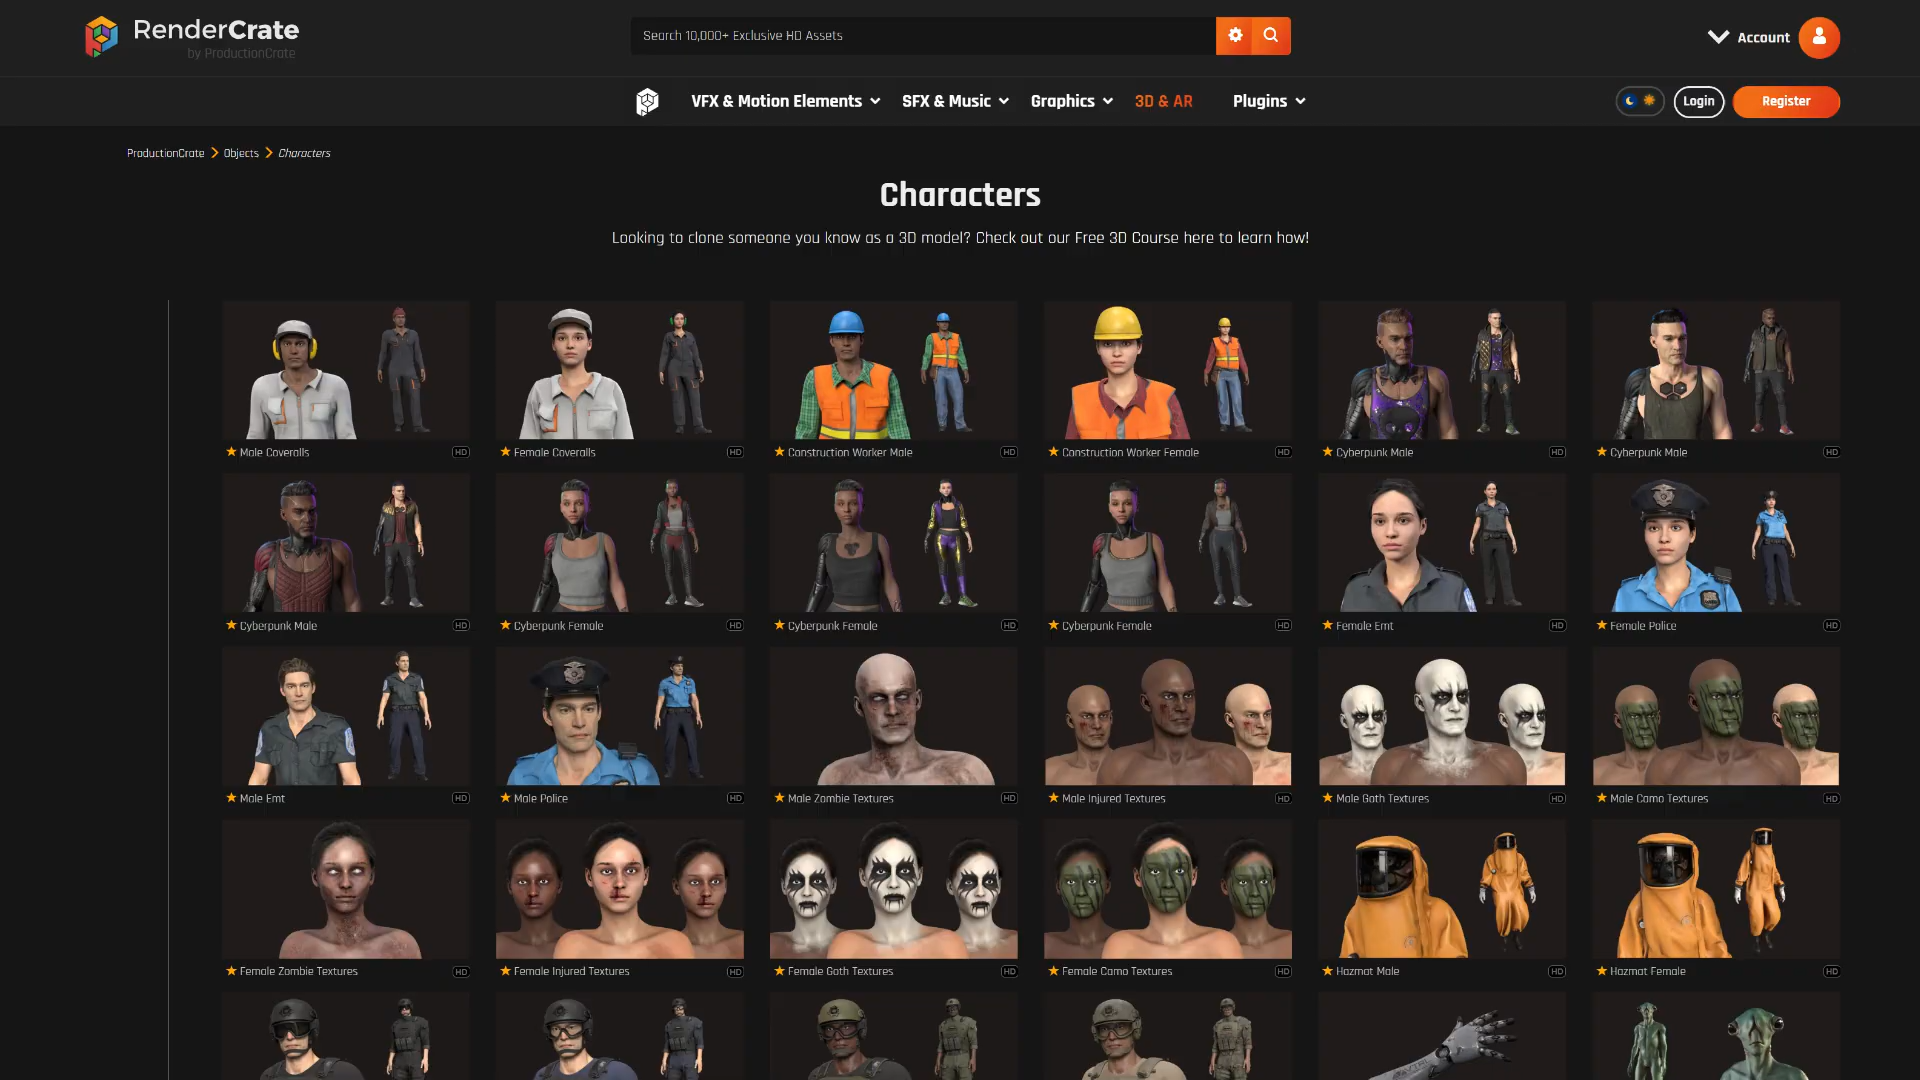 RenderCrate
by ProductionCrate
Search 10,000+ Exclusive HD Assets
Account
VFX & Motion Elements
SFX & Music
Graphics
3D & AR
Plugins
Login
Register
ProductionCrate
Objects
Characters
Characters
Looking to clone someone you know as a 3D model? Check out our Free 3D Course here to learn how!
Male Coveralls
HD
Female Coveralls
HD
Construction Worker Male
HD
Construction Worker Female
HD
Cyberpunk Male
HD
Cyberpunk Male
HD
Cyberpunk Male
HD
Cyberpunk Female
HD
Cyberpunk Female
HD
Cyberpunk Female
HD
Female Emt
HD
Female Police
HD
Male Emt
HD
Male Police
HD
Male Zombie Textures
HD
Male Injured Textures
HD
Male Goth Textures
HD
Male Camo Textures
HD
Female Zombie Textures
HD
Female Injured Textures
HD
Female Goth Textures
HD
Female Camo Textures
HD
Hazmat Male
HD
Hazmat Female
HD